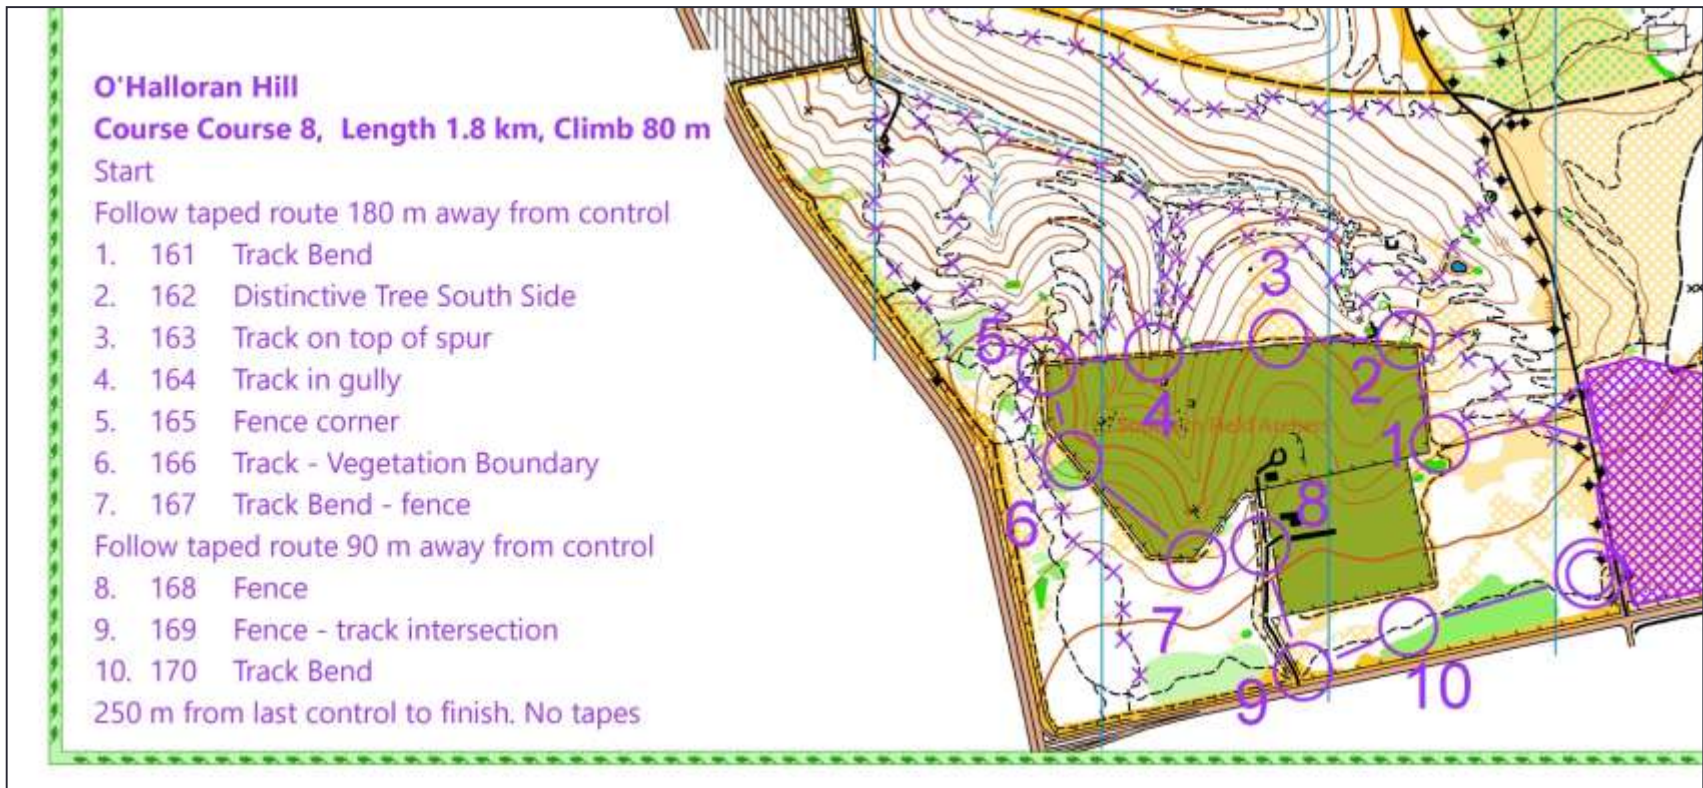 O'Halloran Hill
Course Course 8, Length 1.8 km, Climb 80 m
Start
Follow taped route 180 m away from control
1. 161 Track Bend
2. 162 Distinctive Tree South Side
3. 163 Track on top of spur
4. 164 Track in gully
5. 165 Fence corner
6. 166 Track - Vegetation Boundary
7. 167 Track Bend - fence
Follow taped route 90 m away from control
8. 168 Fence
9. 169 Fence - track intersection
10. 170 Track Bend
250 m from last control to finish. No tapes
3
5
2
4
1
8
6
7
9
10